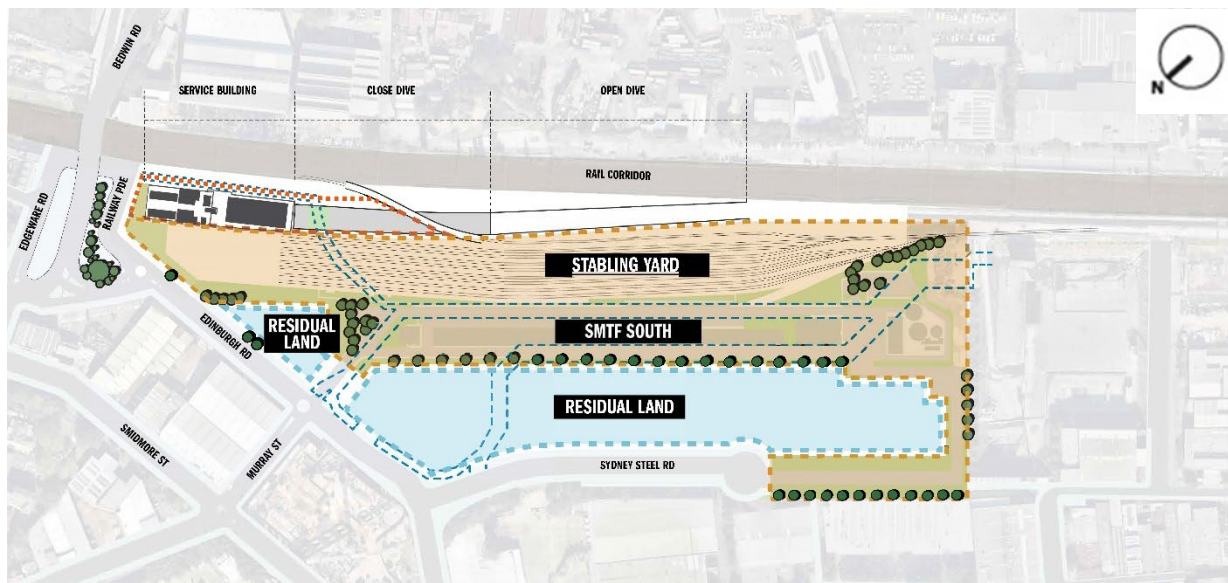 BEDWIN RD
SERVICE BUILDING
CLOSE DIVE
OPEN DIVE
N
RAIL CORRIDOR
EDGEWARE RD
RAILWAY PDE
STABLING YARD
RESIDUAL
LAND
SMTF SOUTH
EDINBURGH RD
RESIDUAL LAND
SMIDMORE ST
MURRAY ST
SYDNEY STEEL RD